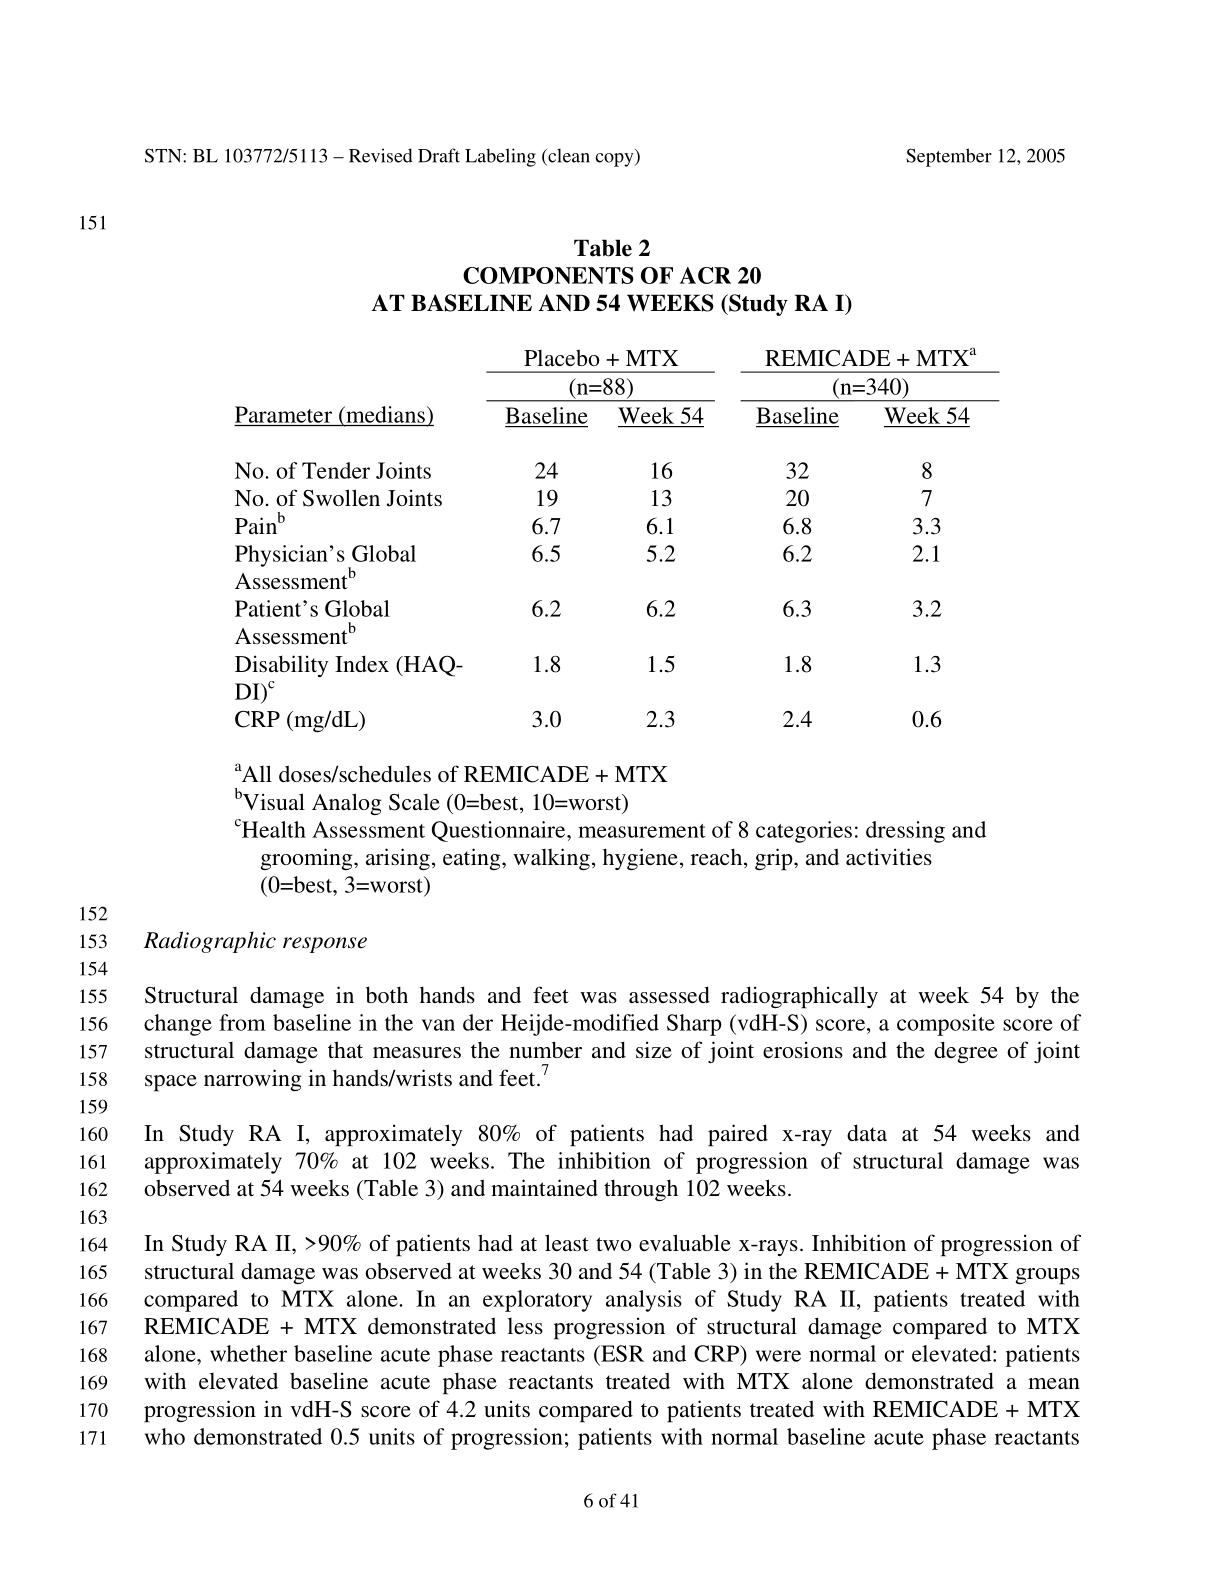 STN: BL 103772/5113 – Revised Draft Labeling (clean copy) September 12, 2005
151
Table 2
COMPONENTS OF ACR 20
AT BASELINE AND 54 WEEKS (Study RA I)
Placebo + MTX REMICADE + MTXa
(n=88) (n=340)
Parameter (medians) Baseline Week 54 Baseline Week 54
No. of Tender Joints 24 16 32 8
No. of Swollen Joints 19 13 20 7
Painb 6.7 6.1 6.8 3.3
Physician's Global 6.5 5.2 6.2 2.1
Assessmentb
Patient's Global 6.2 6.2 6.3 3.2
Assessmentb
Disability Index (HAQ- 1.8 1.5 1.8 1.3
DI)c
CRP (mg/dL) 3.0 2.3 2.4 0.6
aAll doses/schedules of REMICADE + MTX
bVisual Analog Scale (0=best, 10=worst)
cHealth Assessment Questionnaire, measurement of 8 categories: dressing and
grooming, arising, eating, walking, hygiene, reach, grip, and activities
(0=best, 3=worst)
152
153 Radiographic response
154
155 Structural damage in both hands and feet was assessed radiographically at week 54 by the
156 change from baseline in the van der Heijde-modified Sharp (vdH-S) score, a composite score of
157 structural damage that measures the number and size of joint erosions and the degree of joint
158 space narrowing in hands/wrists and feet.7
159
160 In Study RA I, approximately 80% of patients had paired x-ray data at 54 weeks and
161 approximately 70% at 102 weeks. The inhibition of progression of structural damage was
162 observed at 54 weeks (Table 3) and maintained through 102 weeks.
163
164 In Study RA II, >90% of patients had at least two evaluable x-rays. Inhibition of progression of
165 structural damage was observed at weeks 30 and 54 (Table 3) in the REMICADE + MTX groups
166 compared to MTX alone. In an exploratory analysis of Study RA II, patients treated with
167 REMICADE + MTX demonstrated less progression of structural damage compared to MTX
168 alone, whether baseline acute phase reactants (ESR and CRP) were normal or elevated: patients
169 with elevated baseline acute phase reactants treated with MTX alone demonstrated a mean
170 progression in vdH-S score of 4.2 units compared to patients treated with REMICADE + MTX
171 who demonstrated 0.5 units of progression; patients with normal baseline acute phase reactants
6 of 41